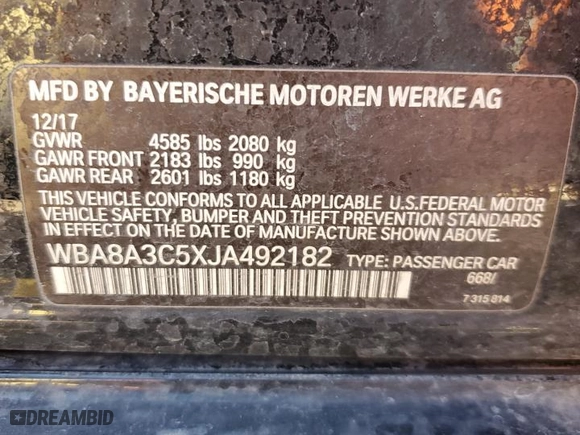 MFD BY BAYERISCHE MOTOREN WERKE AG
12/17
GVWR 4585 lbs 2080 kg
GAWR FRONT 2183 lbs 990 kg
GAWR REAR 2601 lbs 1180 kg
THIS VEHICLE CONFORMS TO ALL APPLICABLE U.S.FEDERAL MOTOR
VEHICLE SAFETY, BUMPER AND THEFT PREVENTION STANDARDS
IN EFFECT ON THE DATE OF MANUFACTURE SHOWN ABOVE.
WBA8A3C5XJA492182 TYPE: PASSENGER CAR
668/
7 315 814
DREAMBID